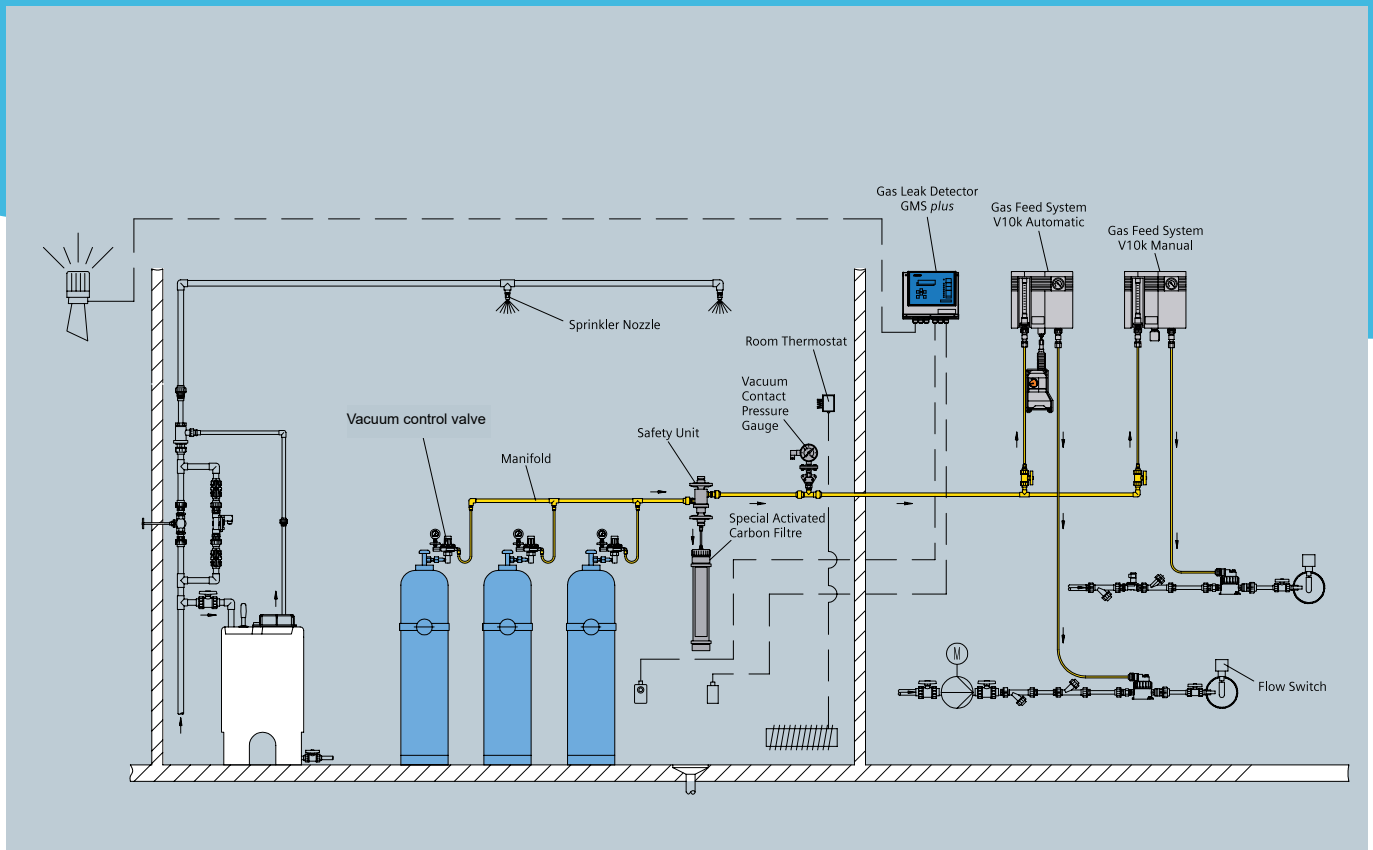 Gas Leak Detector
GMS plus
Gas Feed System
V10k Automatic
Gas Feed System
V10k Manual
Sprinkler Nozzle
Room Thermostat
Vacuum
Contact
Pressure
Gauge
Vacuum control valve
Safety Unit
Manifold
Special Activated
Carbon Filtre
M
Flow Switch